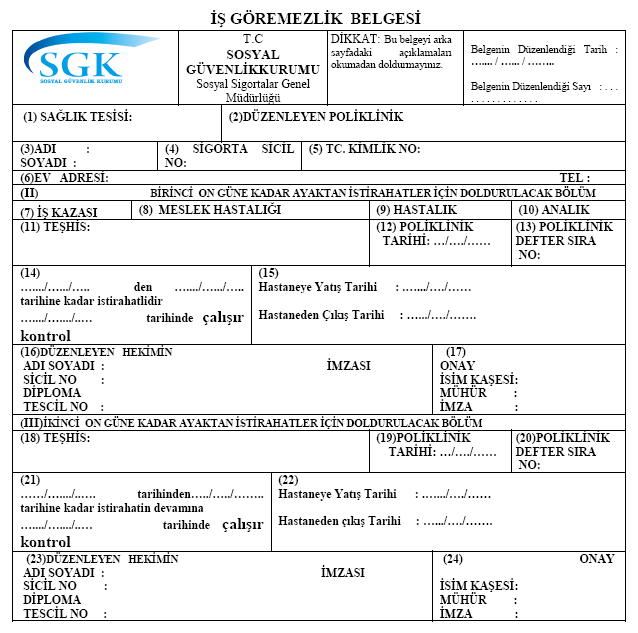 İŞ GÖREMEZLİK BELGESİ
SGK
SOSYAL GÜVENLİK KURUMU
T.C
SOSYAL
GÜVENLİKKURUMU
Sosyal Sigortalar Genel
Müdürlüğü
DİKKAT: Bu belgeyi arka
sayfadaki açıklamaları
okumadan doldurmayınız.
Belgenin Düzenlendiği Tarih :
....... / ...... / ........
Belgenin Düzenlendiği Sayı : . . .
. . . . . . . . . . . . .
(1) SAĞLIK TESİSİ:
(2)DÜZENLEYEN POLİKLİNİK
(3)ADI :
SOYADI :
(4) SİGORTA SİCİL
NO:
(5) TC. KİMLİK NO:
(6)EV ADRESİ: TEL :
(II) BİRİNCİ ON GÜNE KADAR AYAKTAN İSTİRAHATLER İÇİN DOLDURULACAK BÖLÜM
(7) İŞ KAZASI
(8) MESLEK HASTALIĞI
(9) HASTALIK
(10) ANALIK
(11) TEŞHİS:
(12) POLİKLİNİK
TARİHİ: .../..../......
(13) POLİKLİNİK
DEFTER SIRA
NO:
(14)
……./……/….. den ……./……/…..
tarihine kadar istirahatlidir
……./……./…… tarihinde çalışır
kontrol
(15)
Hastaneye Yatış Tarihi : ……../…./……
Hastaneden Çıkış Tarihi : ……/…./…….
(16)DÜZENLEYEN HEKİMİN
ADI SOYADI : İMZASI
SİCİL NO :
DİPLOMA
TESCİL NO :
(17)
ONAY
İSİM KAŞESİ:
MÜHÜR :
İMZA :
(III)İKİNCİ ON GÜNE KADAR AYAKTAN İSTİRAHATLER İÇİN DOLDURULACAK BÖLÜM
(18) TEŞHİS:
(19)POLİKLİNİK
TARİHİ: .../..../......
(20)POLİKLİNİK
DEFTER SIRA
NO:
(21)
……/……./…… tarihinden…../…../……..
tarihine kadar istirahatin devamına
……./……./….. tarihinde çalışır
kontrol
(22)
Hastaneye Yatış Tarihi : ……./…./……
Hastaneden çıkış Tarihi : ……/…./…….
(23)DÜZENLEYEN HEKİMİN
ADI SOYADI : İMZASI
SİCİL NO :
DİPLOMA
TESCİL NO :
(24) ONAY
İSİM KAŞESİ:
MÜHÜR :
İMZA :